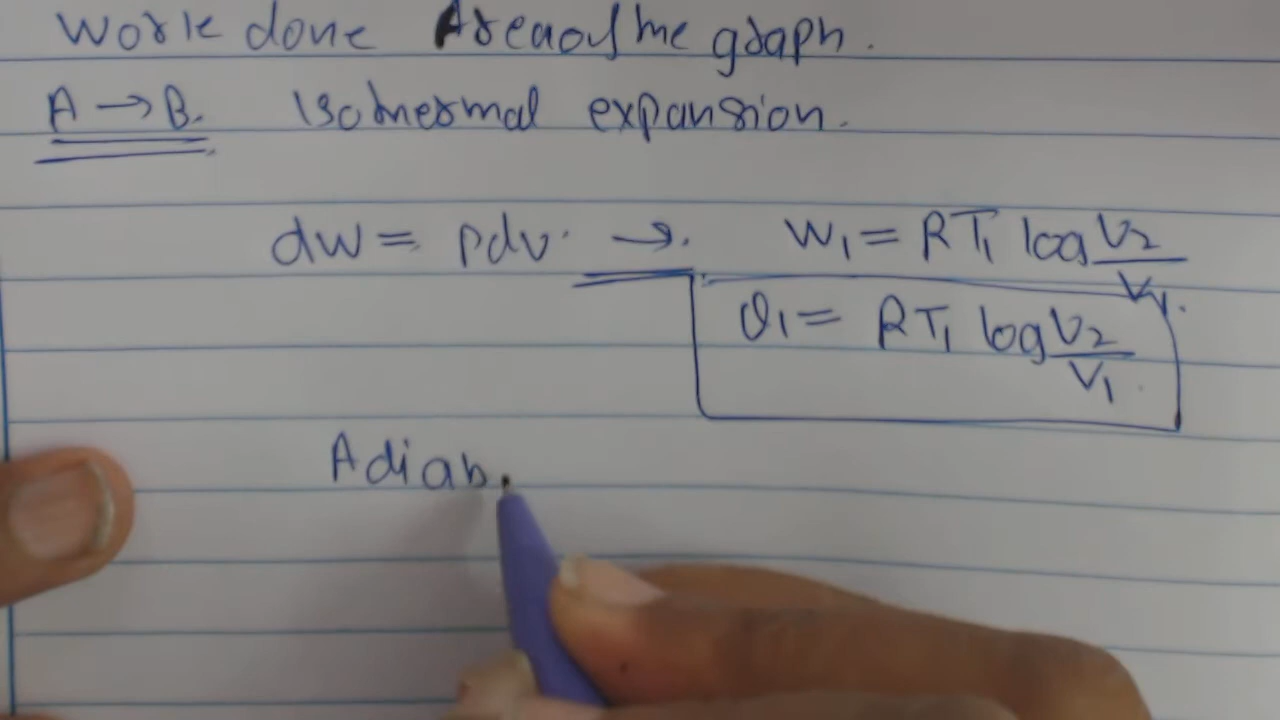 Work done Area of the graph.
A → B. Isothermal expansion.
dw = pdv. → W₁ = RT₁ log V₂/V₁.
Q₁ = RT₁ log V₂/V₁.
Adiab